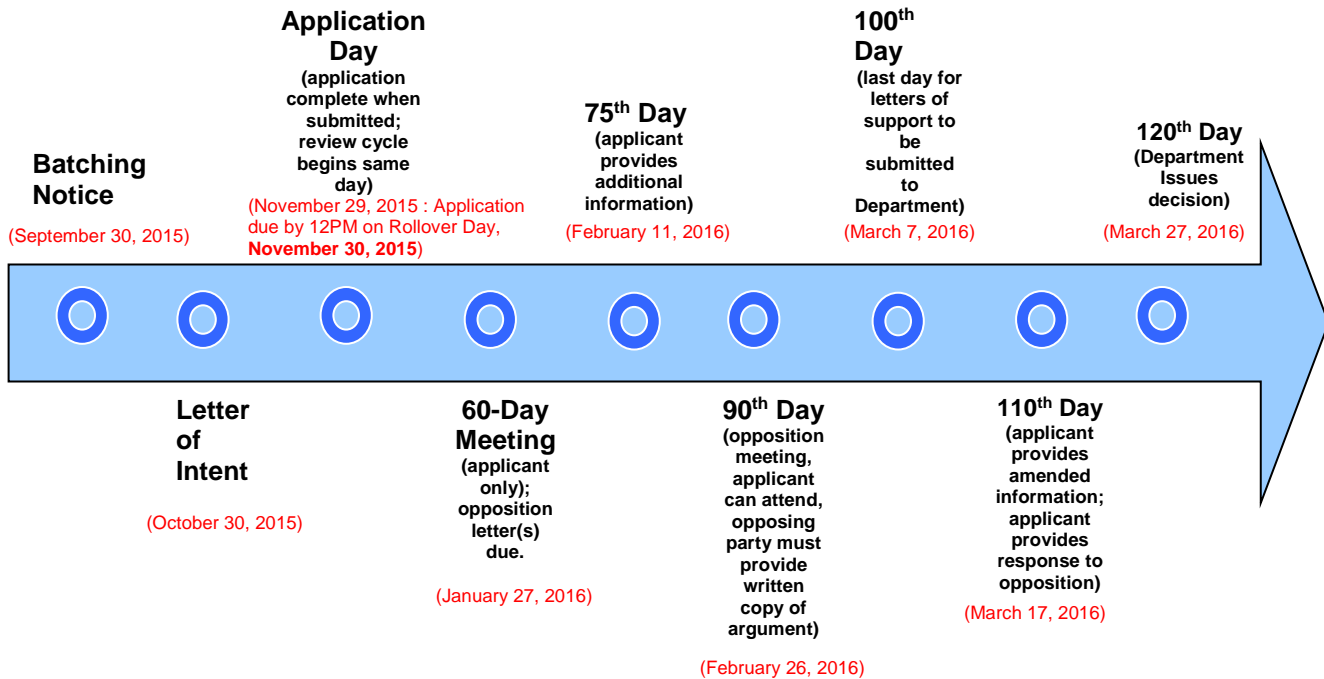 Batching
Notice
(September 30, 2015)
Letter
of
Intent
(October 30, 2015)
Application
Day
(application
complete when
submitted;
review cycle
begins same
day)
(November 29, 2015 : Application
due by 12PM on Rollover Day,
November 30, 2015)
60-Day
Meeting
(applicant
only);
opposition
letter(s)
due.
(January 27, 2016)
75th Day
(applicant
provides
additional
information)
(February 11, 2016)
90th Day
(opposition
meeting,
applicant
can attend,
opposing
party must
provide
written
copy of
argument)
(February 26, 2016)
100th
Day
(last day for
letters of
support to
be
submitted
to
Department)
(March 7, 2016)
110th Day
(applicant
provides
amended
information;
applicant
provides
response to
opposition)
(March 17, 2016)
120th Day
(Department
Issues
decision)
(March 27, 2016)